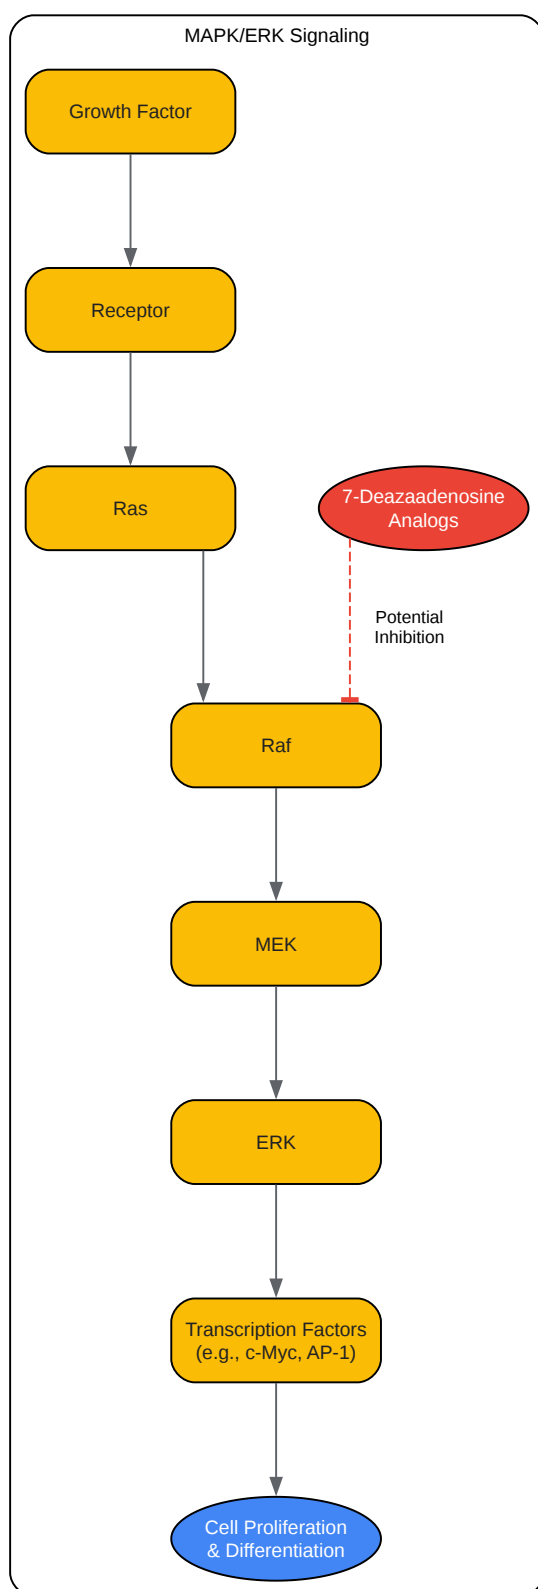 MAPK/ERK Signaling
Growth Factor
Receptor
Ras
7-Deazaadenosine
Analogs
Potential
Inhibition
Raf
MEK
ERK
Transcription Factors
(e.g., c-Myc, AP-1)
Cell Proliferation
& Differentiation